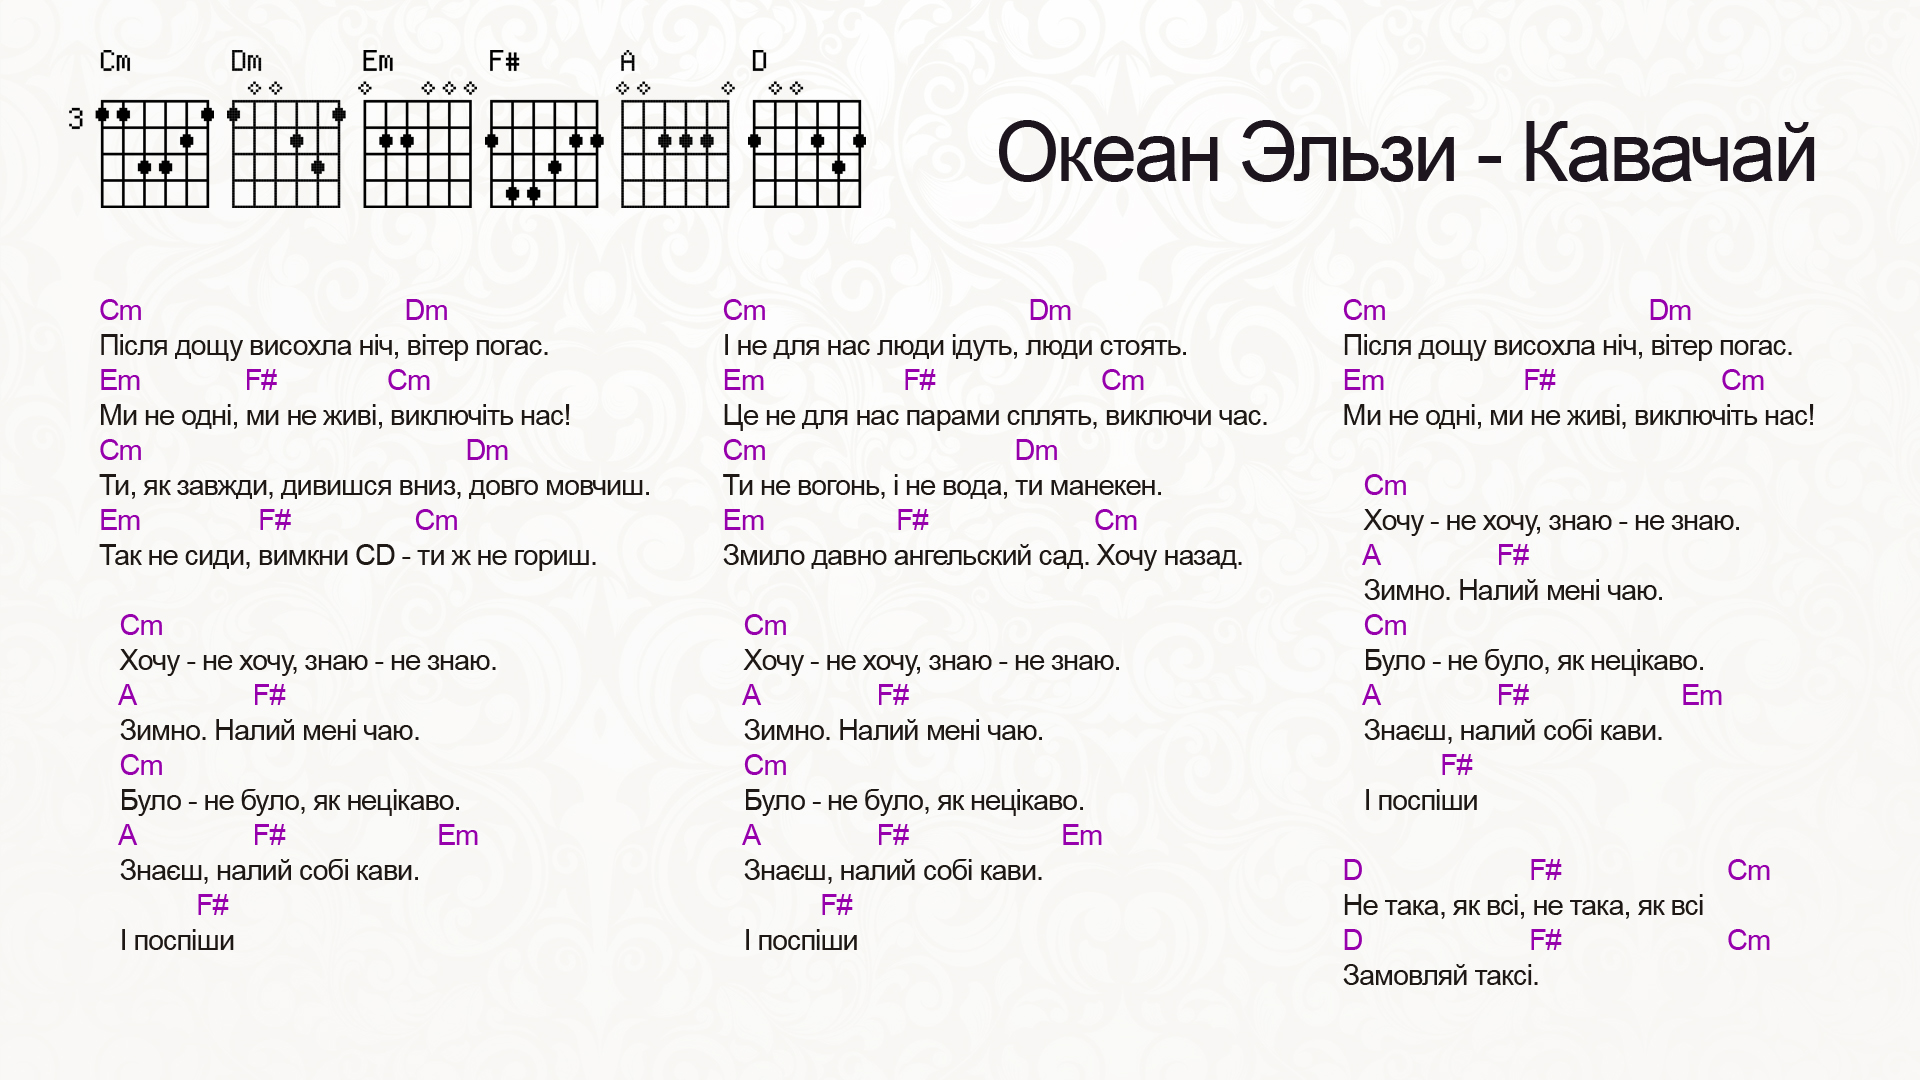 Cm Dm Em F# A D
3
Океан Эльзи - Кавачай
Cm Dm
Після дощу висохла ніч, вітер погас.
Em F# Cm
Ми не одні, ми не живі, виключіть нас!
Cm Dm
Ти, як завжди, дивишся вниз, довго мовчиш.
Em F# Cm
Так не сиди, вимкни CD - ти ж не гориш.
Cm
Хочу - не хочу, знаю - не знаю.
A F#
Зимно. Налий мені чаю.
Cm
Було - не було, як нецікаво.
A F# Em
Знаєш, налий собі кави.
F#
І поспіши
Cm Dm
І не для нас люди ідуть, люди стоять.
Em F# Cm
Це не для нас парами сплять, виключи час.
Cm Dm
Ти не вогонь, і не вода, ти манекен.
Em F# Cm
Змило давно ангельский сад. Хочу назад.
Cm
Хочу - не хочу, знаю - не знаю.
A F#
Зимно. Налий мені чаю.
Cm
Було - не було, як нецікаво.
A F# Em
Знаєш, налий собі кави.
F#
І поспіши
Cm Dm
Після дощу висохла ніч, вітер погас.
Em F# Cm
Ми не одні, ми не живі, виключіть нас!
Cm
Хочу - не хочу, знаю - не знаю.
A F#
Зимно. Налий мені чаю.
Cm
Було - не було, як нецікаво.
A F# Em
Знаєш, налий собі кави.
F#
І поспіши
D F# Cm
Не така, як всі, не така, як всі
D F# Cm
Замовляй таксі.